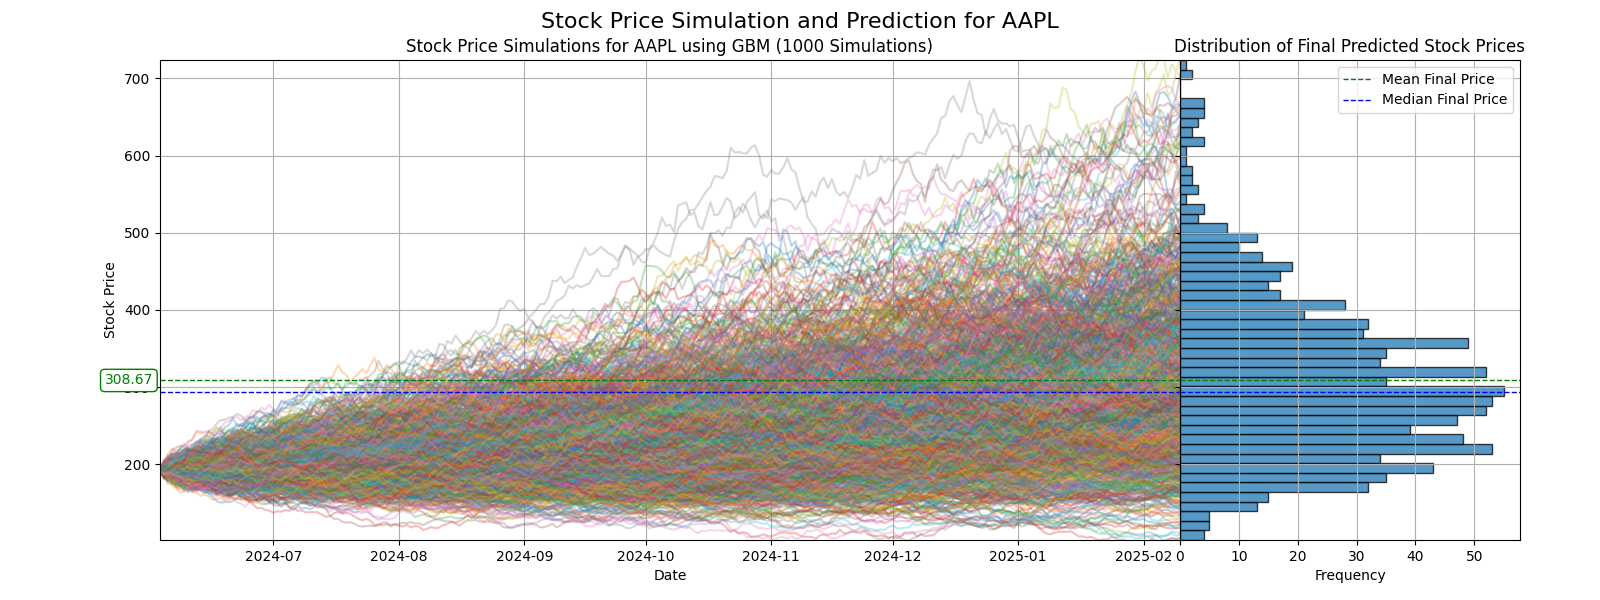 Stock Price Simulation and Prediction for AAPL
Stock Price Simulations for AAPL using GBM (1000 Simulations)
Distribution of Final Predicted Stock Prices
Mean Final Price
Median Final Price
700
600
500
400
308.67
200
Stock Price
2024-07 2024-08 2024-09 2024-10 2024-11 2024-12 2025-01 2025-02
0 10 20 30 40 50
Date
Frequency